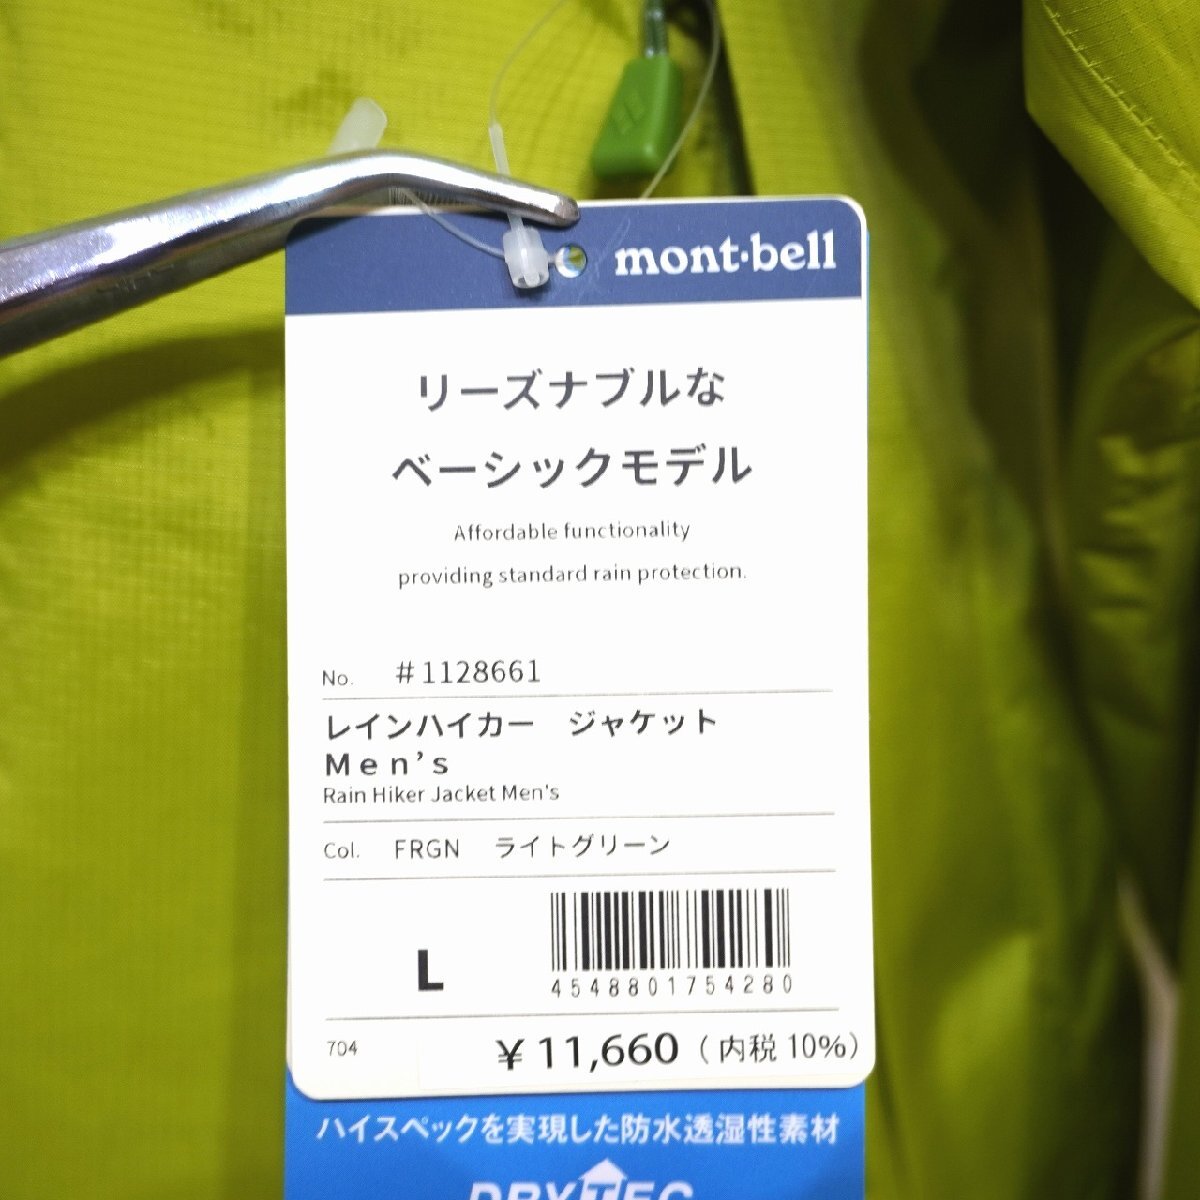 mont·bell
リーズナブルな
ベーシックモデル
Affordable functionality
providing standard rain protection.
No. #1128661
レインハイカー ジャケット
Men's
Rain Hiker Jacket Men's
Col. FRGN ライトグリーン
L
4548801754280
704 ¥11,660（内税10%）
ハイスペックを実現した防水透湿性素材
DRYTEC